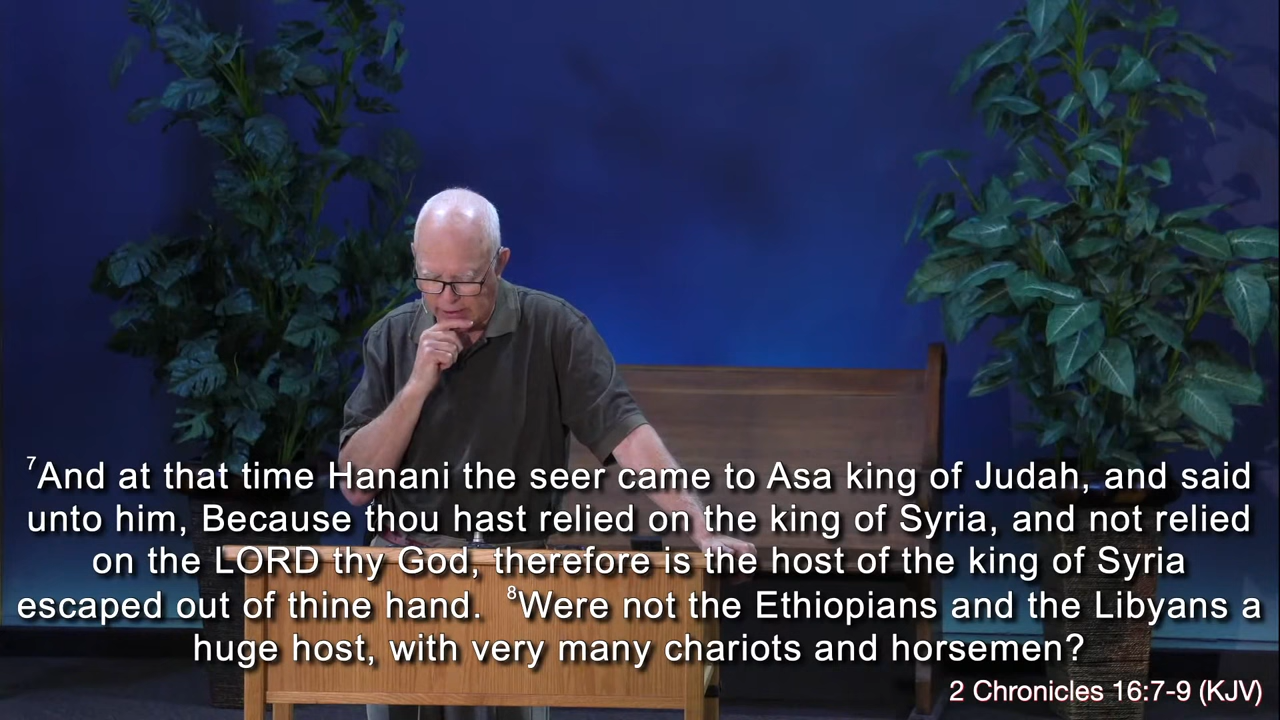 ⁷And at that time Hanani the seer came to Asa king of Judah, and said
unto him, Because thou hast relied on the king of Syria, and not relied
on the LORD thy God, therefore is the host of the king of Syria
escaped out of thine hand. ⁸Were not the Ethiopians and the Libyans a
huge host, with very many chariots and horsemen?
2 Chronicles 16:7-9 (KJV)